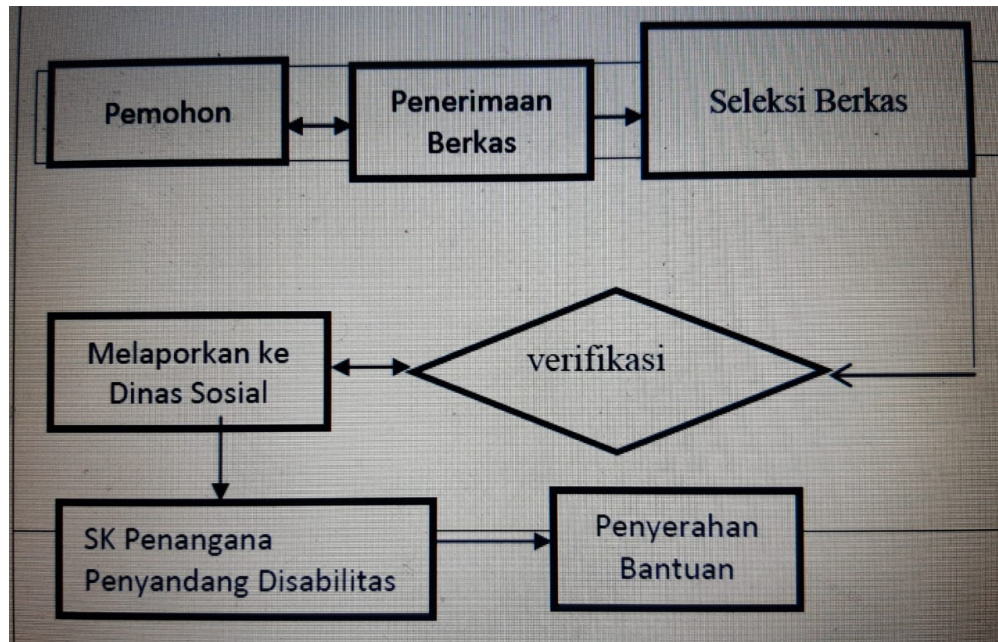 Pemohon
Penerimaan
Berkas
Seleksi Berkas
verifikasi
Melaporkan ke
Dinas Sosial
SK Penangana
Penyandang Disabilitas
Penyerahan
Bantuan